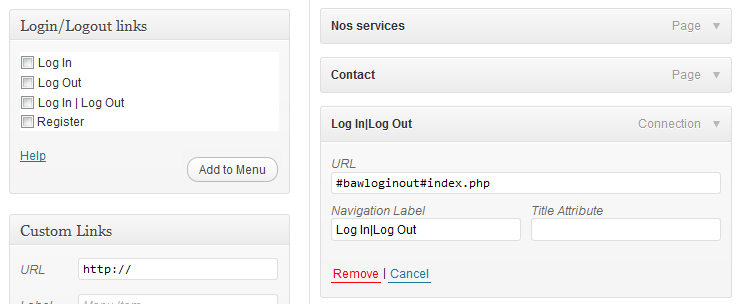 Login/Logout links
Log In
Log Out
Log In | Log Out
Register
Help
Add to Menu
Custom Links
URL http://
Label Menu Item
Nos services Page
Contact Page
Log In|Log Out Connection
URL
#bawloginout#index.php
Navigation Label Title Attribute
Log In|Log Out
Remove | Cancel